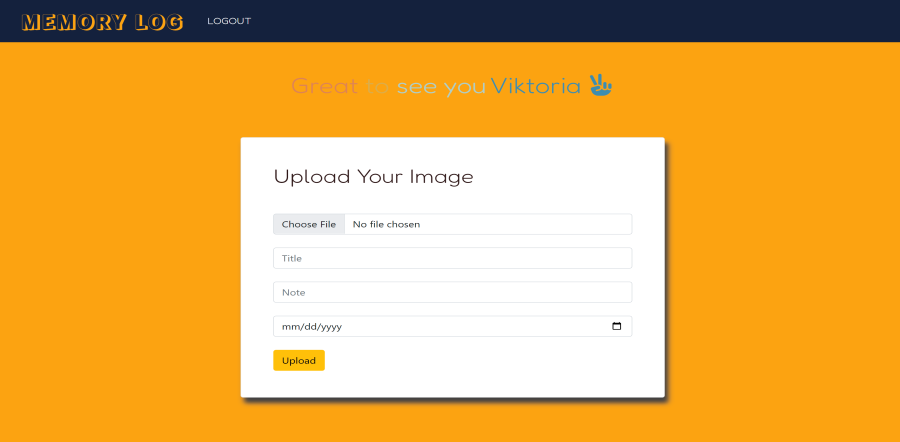 MEMORY LOG LOGOUT
Great to see you Viktoria
Upload Your Image
Choose File No file chosen
Title
Note
mm/dd/yyyy
Upload